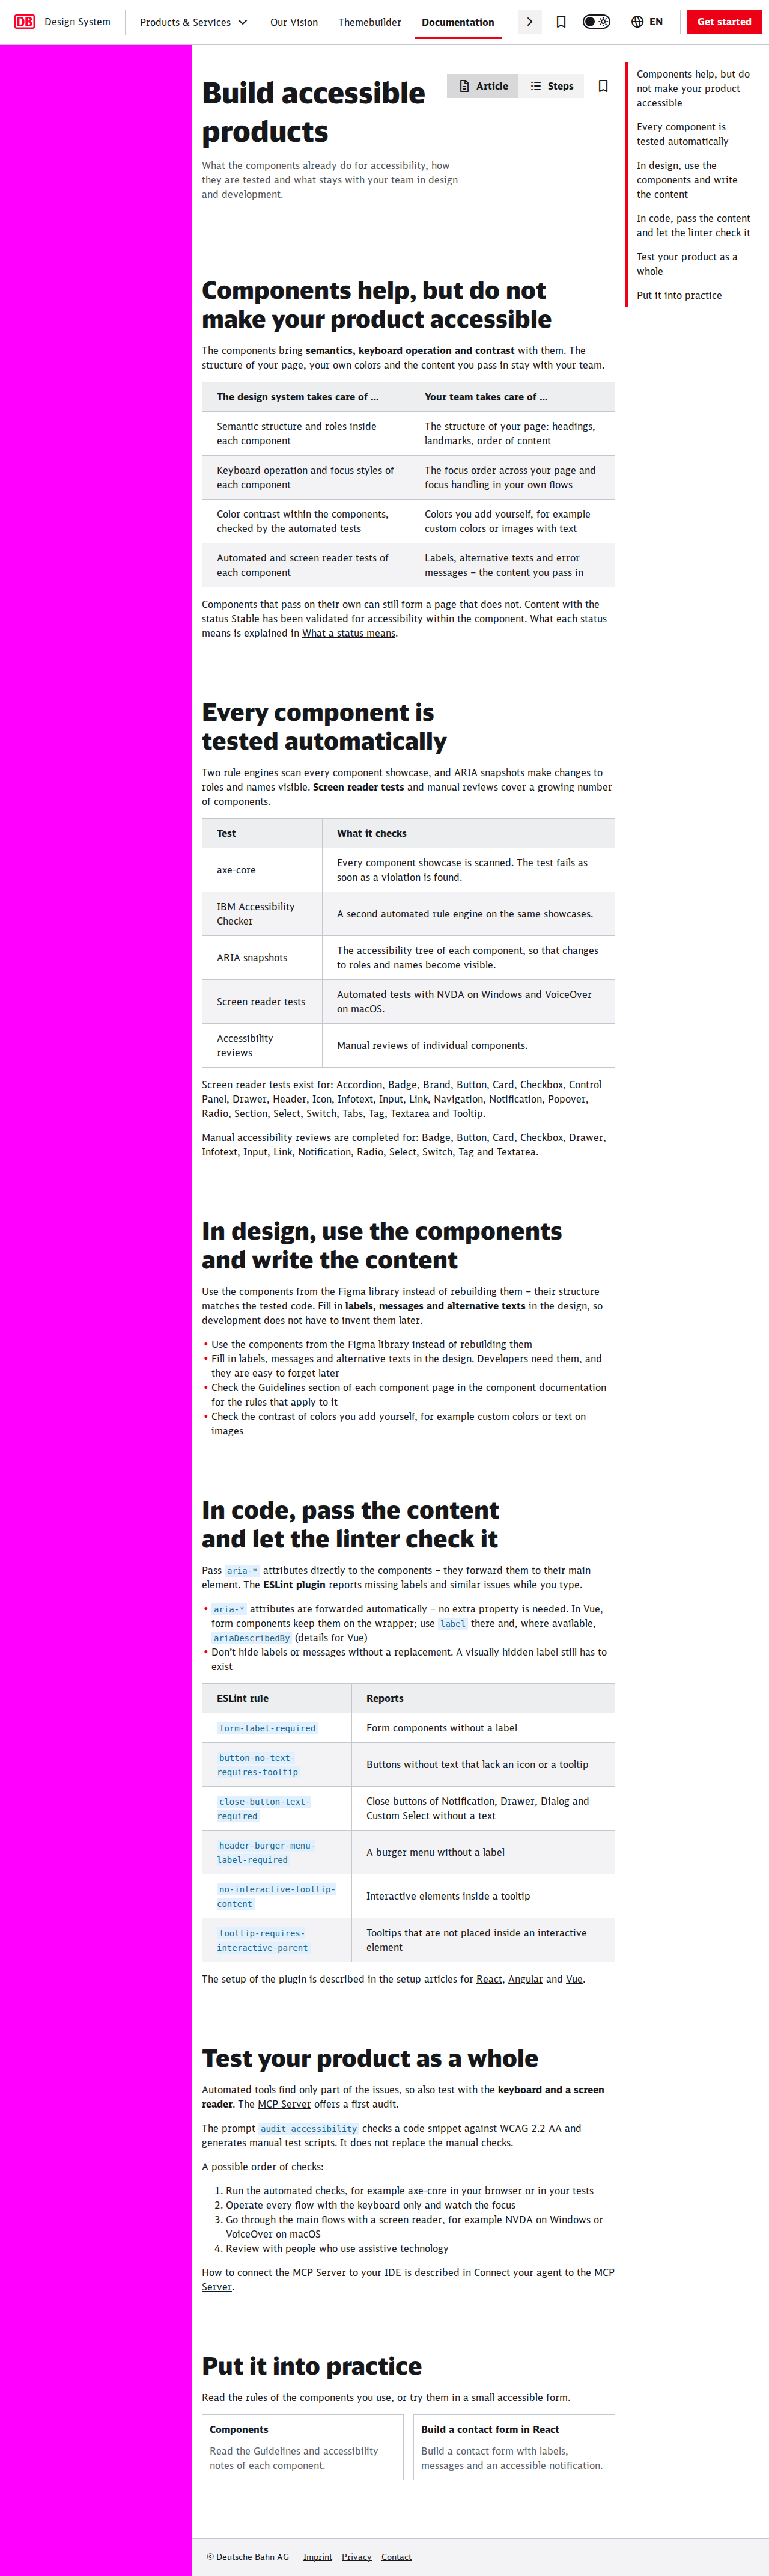 DB Design System Products & Services Our Vision Themebuilder Documentation EN Get started
Build accessible
products
Article Steps
What the components already do for accessibility, how
they are tested and what stays with your team in design
and development.
Components help, but do
not make your product
accessible
Every component is
tested automatically
In design, use the
components and write
the content
In code, pass the content
and let the linter check it
Test your product as a
whole
Put it into practice
Components help, but do not
make your product accessible
The components bring semantics, keyboard operation and contrast with them. The
structure of your page, your own colors and the content you pass in stay with your team.
The design system takes care of ... Your team takes care of ...
Semantic structure and roles inside
each component
The structure of your page: headings,
landmarks, order of content
Keyboard operation and focus styles of
each component
The focus order across your page and
focus handling in your own flows
Color contrast within the components,
checked by the automated tests
Colors you add yourself, for example
custom colors or images with text
Automated and screen reader tests of
each component
Labels, alternative texts and error
messages – the content you pass in
Components that pass on their own can still form a page that does not. Content with the
status Stable has been validated for accessibility within the component. What each status
means is explained in What a status means.
Every component is
tested automatically
Two rule engines scan every component showcase, and ARIA snapshots make changes to
roles and names visible. Screen reader tests and manual reviews cover a growing number
of components.
Test What it checks
axe-core
Every component showcase is scanned. The test fails as
soon as a violation is found.
IBM Accessibility
Checker
A second automated rule engine on the same showcases.
ARIA snapshots
The accessibility tree of each component, so that changes
to roles and names become visible.
Screen reader tests
Automated tests with NVDA on Windows and VoiceOver
on macOS.
Accessibility
reviews
Manual reviews of individual components.
Screen reader tests exist for: Accordion, Badge, Brand, Button, Card, Checkbox, Control
Panel, Drawer, Header, Icon, Infotext, Input, Link, Navigation, Notification, Popover,
Radio, Section, Select, Switch, Tabs, Tag, Textarea and Tooltip.
Manual accessibility reviews are completed for: Badge, Button, Card, Checkbox, Drawer,
Infotext, Input, Link, Notification, Radio, Select, Switch, Tag and Textarea.
In design, use the components
and write the content
Use the components from the Figma library instead of rebuilding them – their structure
matches the tested code. Fill in labels, messages and alternative texts in the design, so
development does not have to invent them later.
• Use the components from the Figma library instead of rebuilding them
• Fill in labels, messages and alternative texts in the design. Developers need them, and
they are easy to forget later
• Check the Guidelines section of each component page in the component documentation
for the rules that apply to it
• Check the contrast of colors you add yourself, for example custom colors or text on
images
In code, pass the content
and let the linter check it
Pass aria-* attributes directly to the components – they forward them to their main
element. The ESLint plugin reports missing labels and similar issues while you type.
• aria-* attributes are forwarded automatically – no extra property is needed. In Vue,
form components keep them on the wrapper; use label there and, where available,
ariaDescribedBy (details for Vue)
• Don't hide labels or messages without a replacement. A visually hidden label still has to
exist
ESLint rule Reports
form-label-required Form components without a label
button-no-text-
requires-tooltip
Buttons without text that lack an icon or a tooltip
close-button-text-
required
Close buttons of Notification, Drawer, Dialog and
Custom Select without a text
header-burger-menu-
label-required
A burger menu without a label
no-interactive-tooltip-
content
Interactive elements inside a tooltip
tooltip-requires-
interactive-parent
Tooltips that are not placed inside an interactive
element
The setup of the plugin is described in the setup articles for React, Angular and Vue.
Test your product as a whole
Automated tools find only part of the issues, so also test with the keyboard and a screen
reader. The MCP Server offers a first audit.
The prompt audit_accessibility checks a code snippet against WCAG 2.2 AA and
generates manual test scripts. It does not replace the manual checks.
A possible order of checks:
1. Run the automated checks, for example axe-core in your browser or in your tests
2. Operate every flow with the keyboard only and watch the focus
3. Go through the main flows with a screen reader, for example NVDA on Windows or
VoiceOver on macOS
4. Review with people who use assistive technology
How to connect the MCP Server to your IDE is described in Connect your agent to the MCP
Server.
Put it into practice
Read the rules of the components you use, or try them in a small accessible form.
Components
Read the Guidelines and accessibility
notes of each component.
Build a contact form in React
Build a contact form with labels,
messages and an accessible notification.
© Deutsche Bahn AG Imprint Privacy Contact